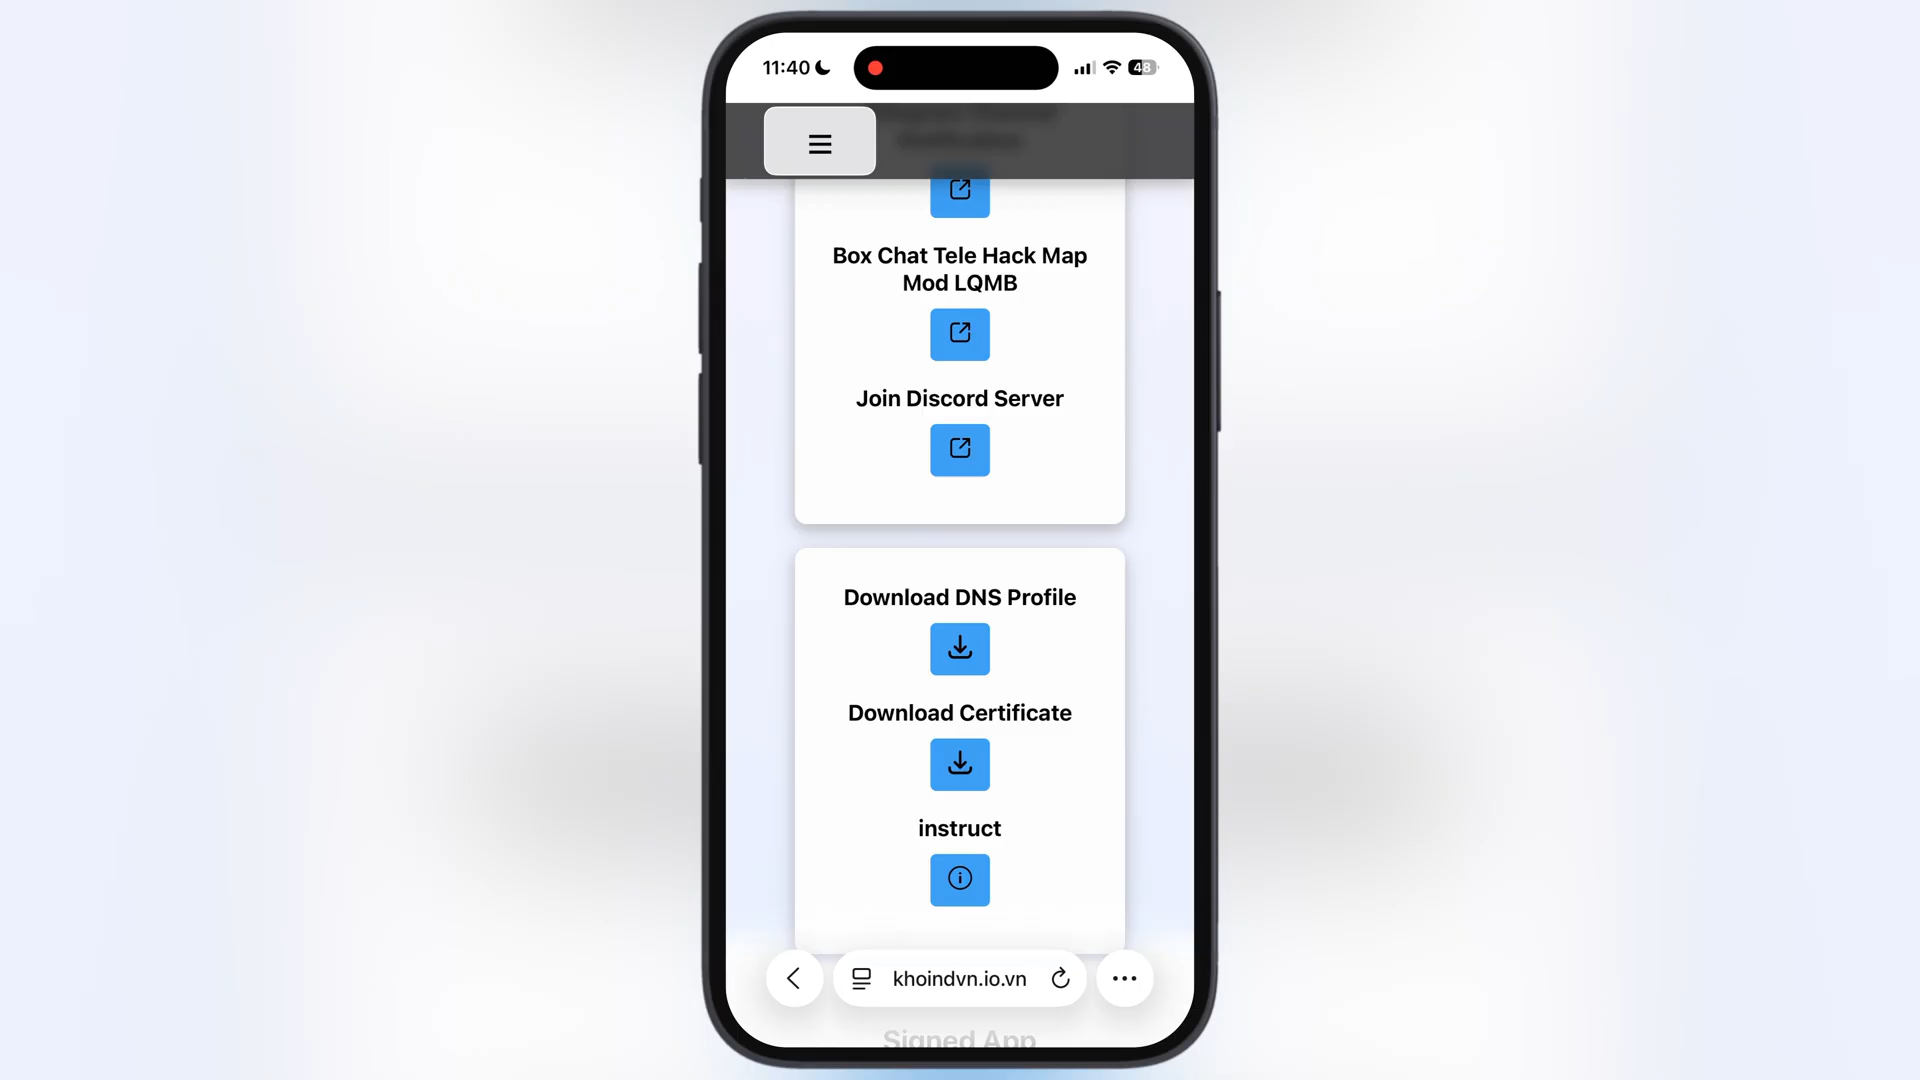 11:40
48
Box Chat Tele Hack Map
Mod LQMB
Join Discord Server
Download DNS Profile
Download Certificate
instruct
khoindvn.io.vn
Signed App